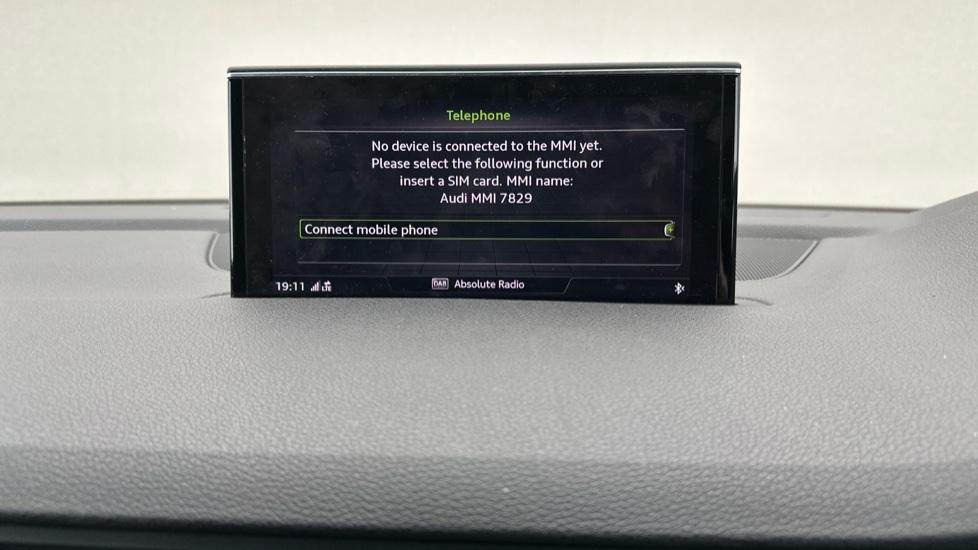 Telephone
No device is connected to the MMI yet.
Please select the following function or
insert a SIM card. MMI name:
Audi MMI 7829
Connect mobile phone
19:11 LTE DAB Absolute Radio